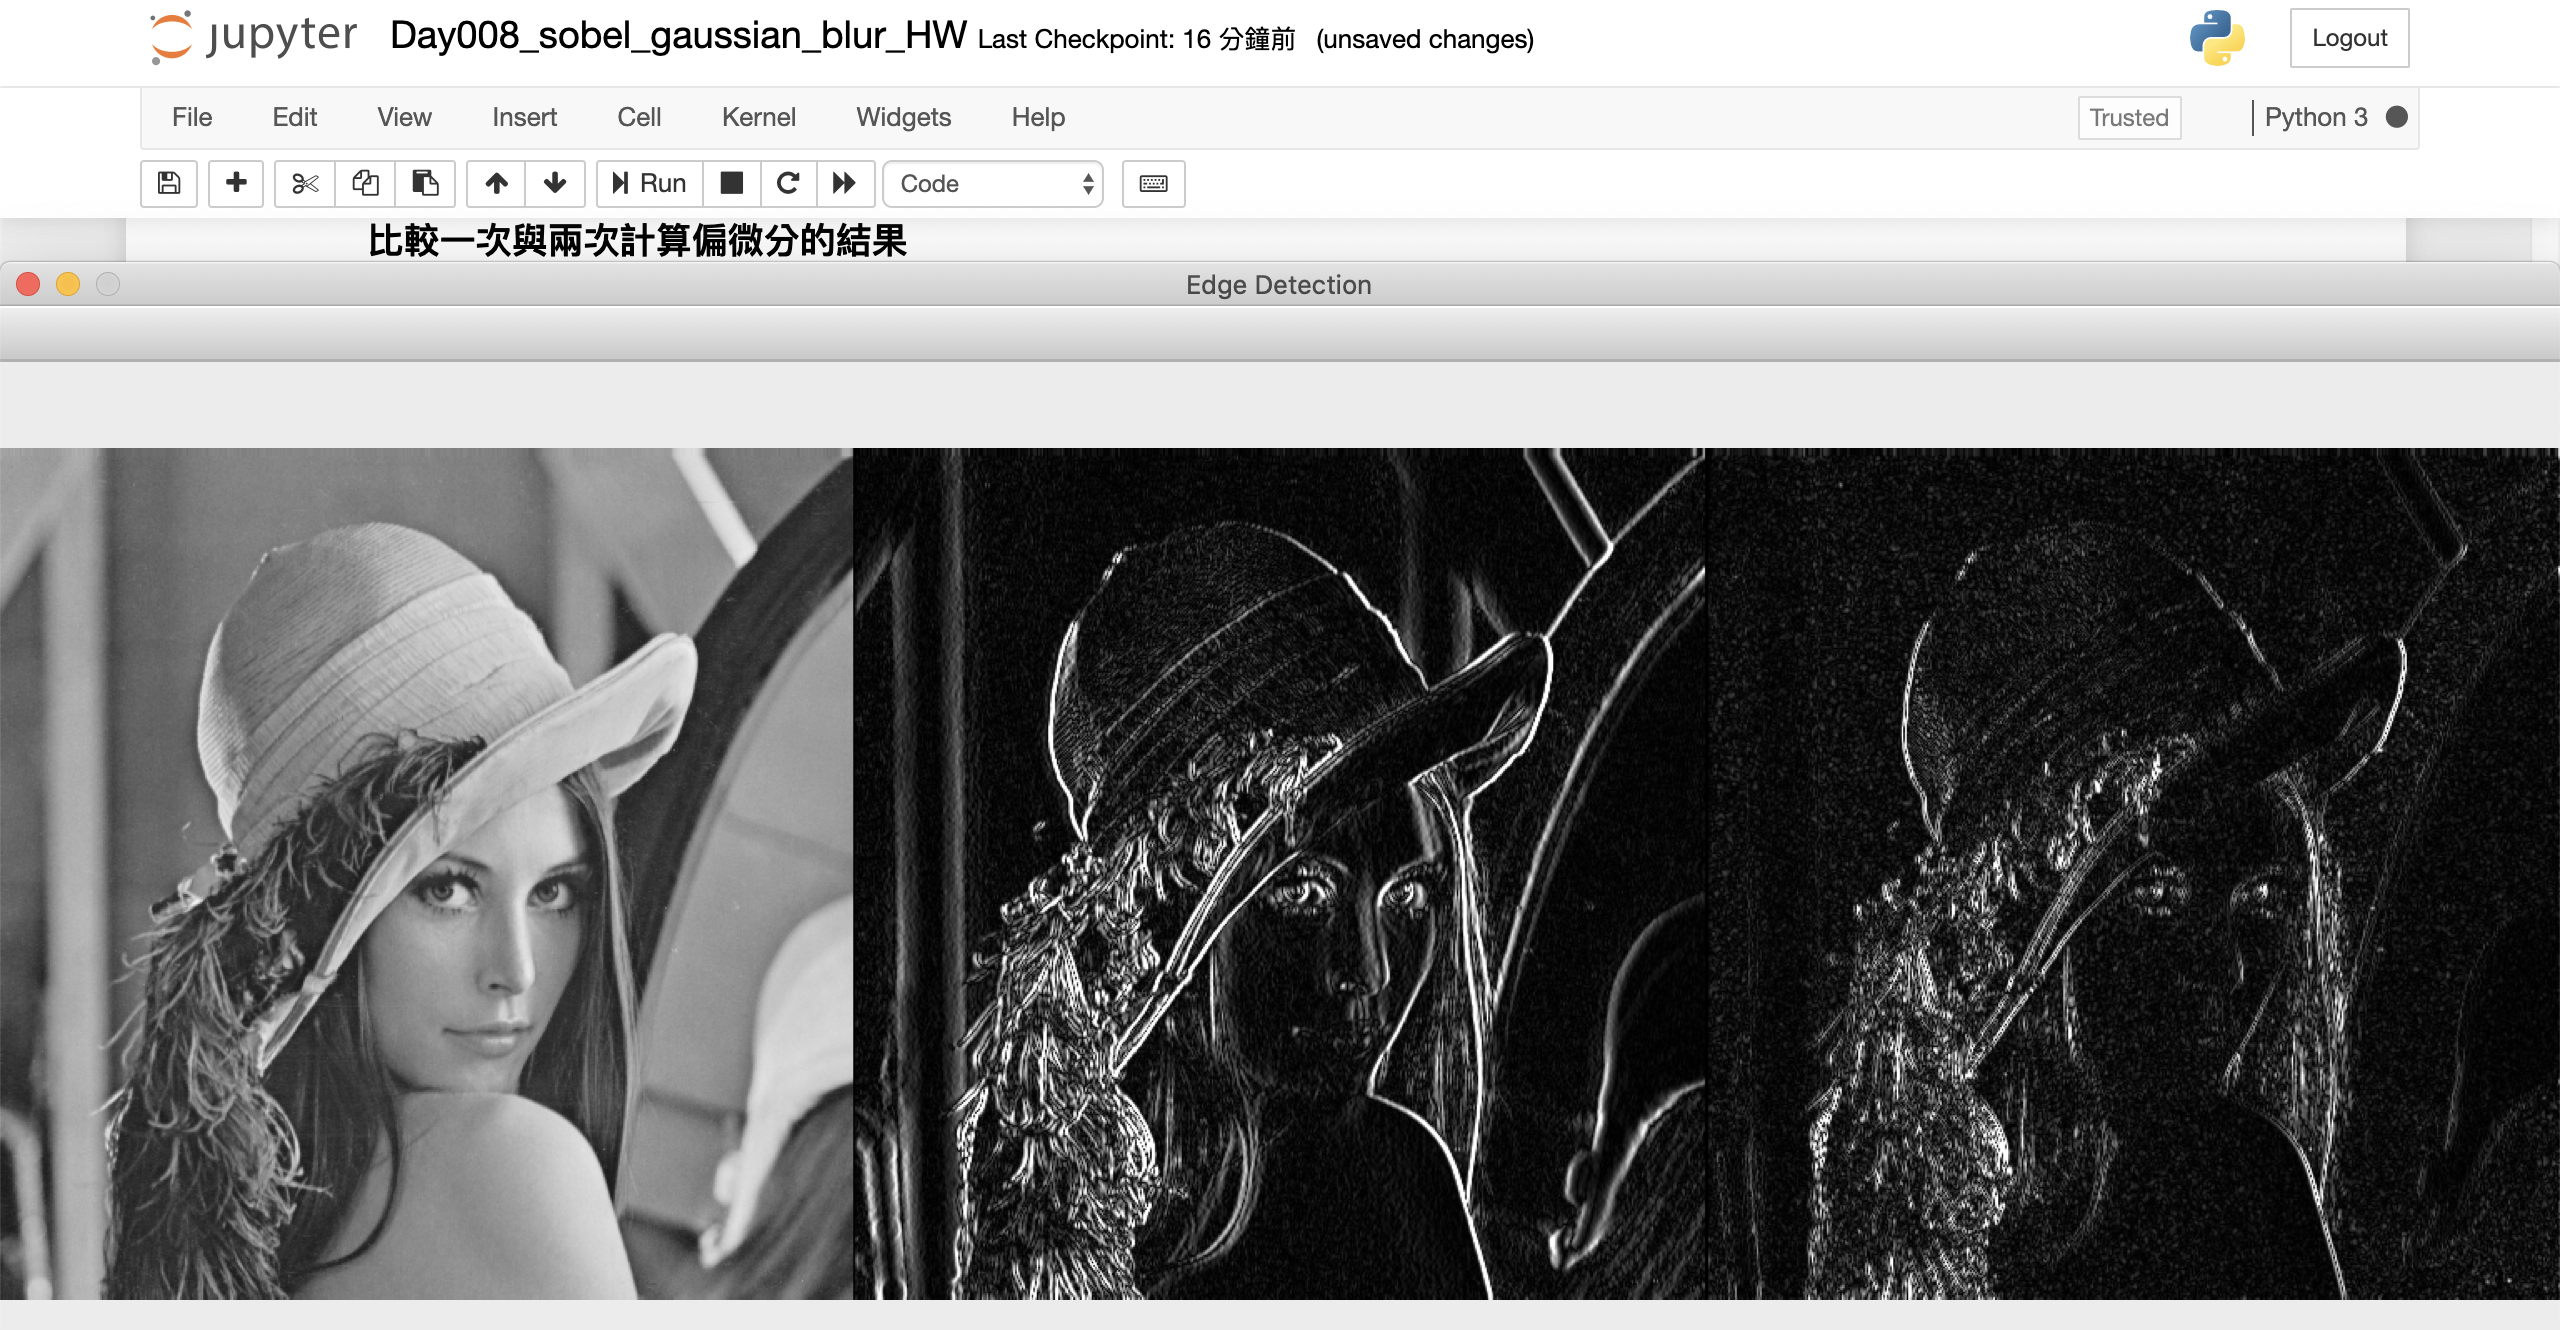 jupyter Day008_sobel_gaussian_blur_HW Last Checkpoint: 16 分鐘前 (unsaved changes) Logout
File Edit View Insert Cell Kernel Widgets Help Trusted Python 3
Run Code
比較一次與兩次計算偏微分的結果
Edge Detection